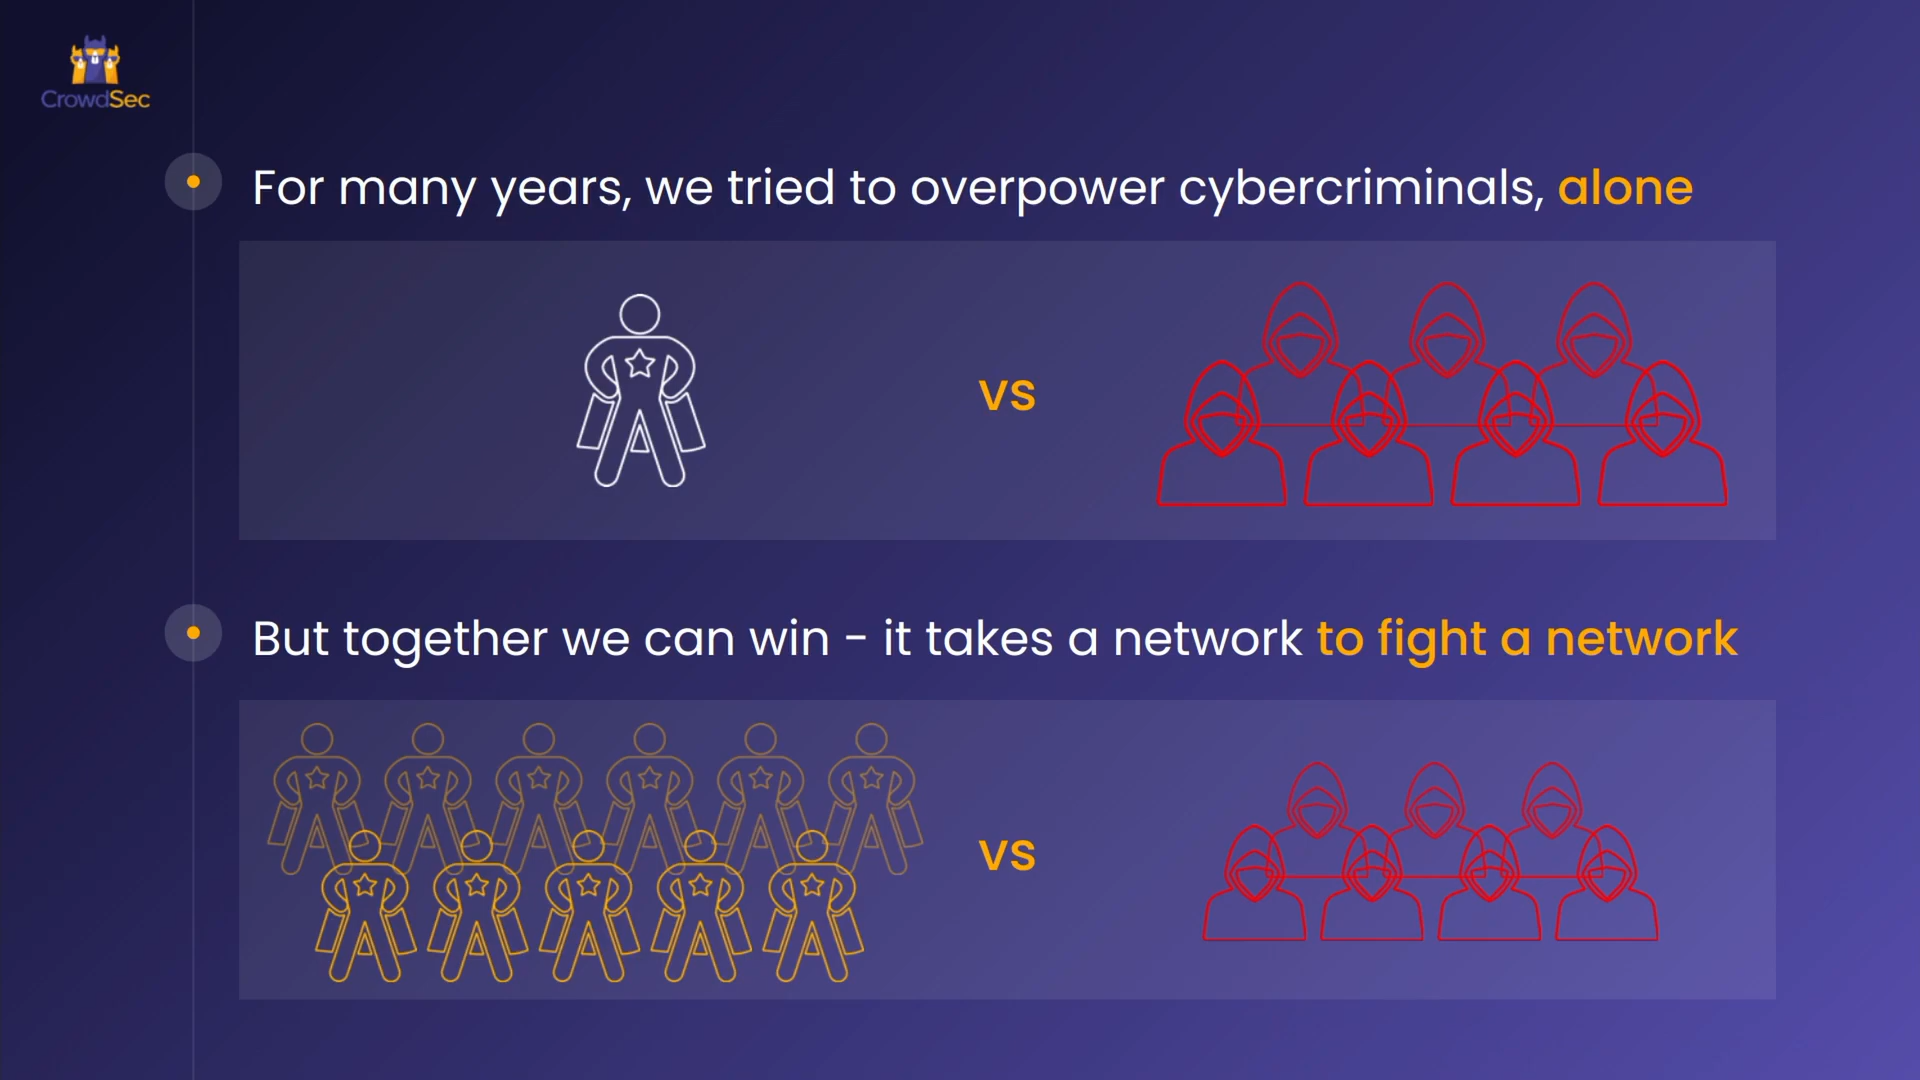 CrowdSec
For many years, we tried to overpower cybercriminals, alone
VS
But together we can win - it takes a network to fight a network
VS